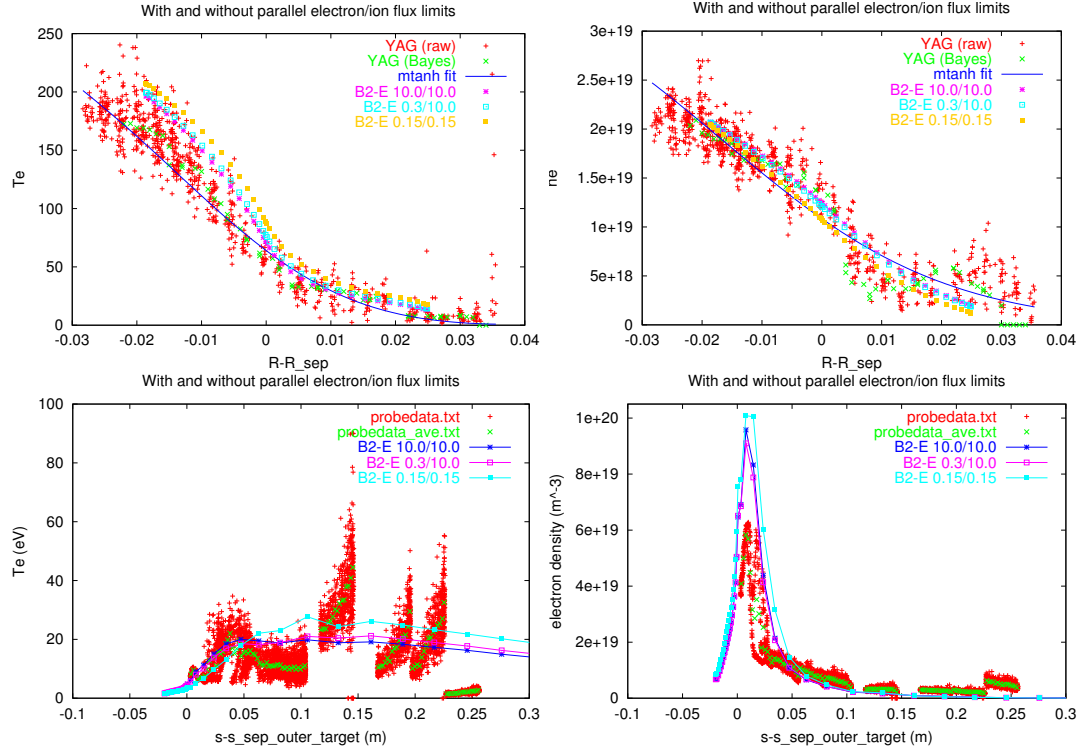 With and without parallel electron/ion flux limits
250
200
150
100
50
0
Te
-0.03 -0.02 -0.01 0 0.01 0.02 0.03 0.04
R-R_sep
YAG (raw)
YAG (Bayes)
mtanh fit
B2-E 10.0/10.0
B2-E 0.3/10.0
B2-E 0.15/0.15
With and without parallel electron/ion flux limits
3e+19
2.5e+19
2e+19
1.5e+19
1e+19
5e+18
0
ne
-0.03 -0.02 -0.01 0 0.01 0.02 0.03 0.04
R-R_sep
YAG (raw)
YAG (Bayes)
mtanh fit
B2-E 10.0/10.0
B2-E 0.3/10.0
B2-E 0.15/0.15
With and without parallel electron/ion flux limits
100
80
60
40
20
0
Te (eV)
-0.1 -0.05 0 0.05 0.1 0.15 0.2 0.25 0.3
s-s_sep_outer_target (m)
probedata.txt
probedata_ave.txt
B2-E 10.0/10.0
B2-E 0.3/10.0
B2-E 0.15/0.15
With and without parallel electron/ion flux limits
1e+20
8e+19
6e+19
4e+19
2e+19
0
electron density (m^-3)
-0.1 -0.05 0 0.05 0.1 0.15 0.2 0.25 0.3
s-s_sep_outer_target (m)
probedata.txt
probedata_ave.txt
B2-E 10.0/10.0
B2-E 0.3/10.0
B2-E 0.15/0.15